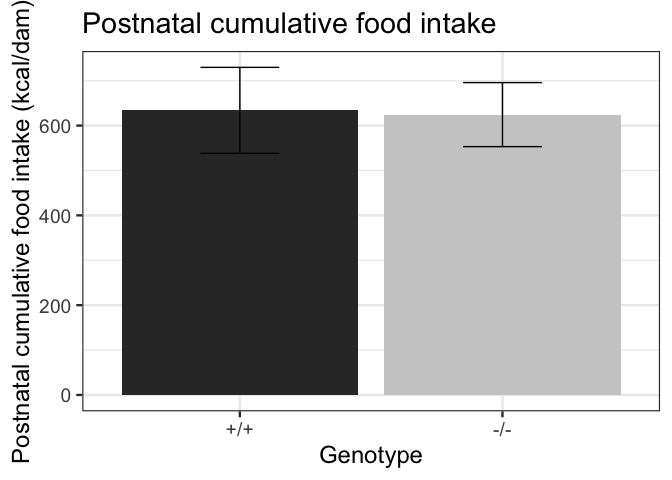 Postnatal cumulative food intake
Postnatal cumulative food intake (kcal/dam)
600
400
200
0
+/+
-/-
Genotype